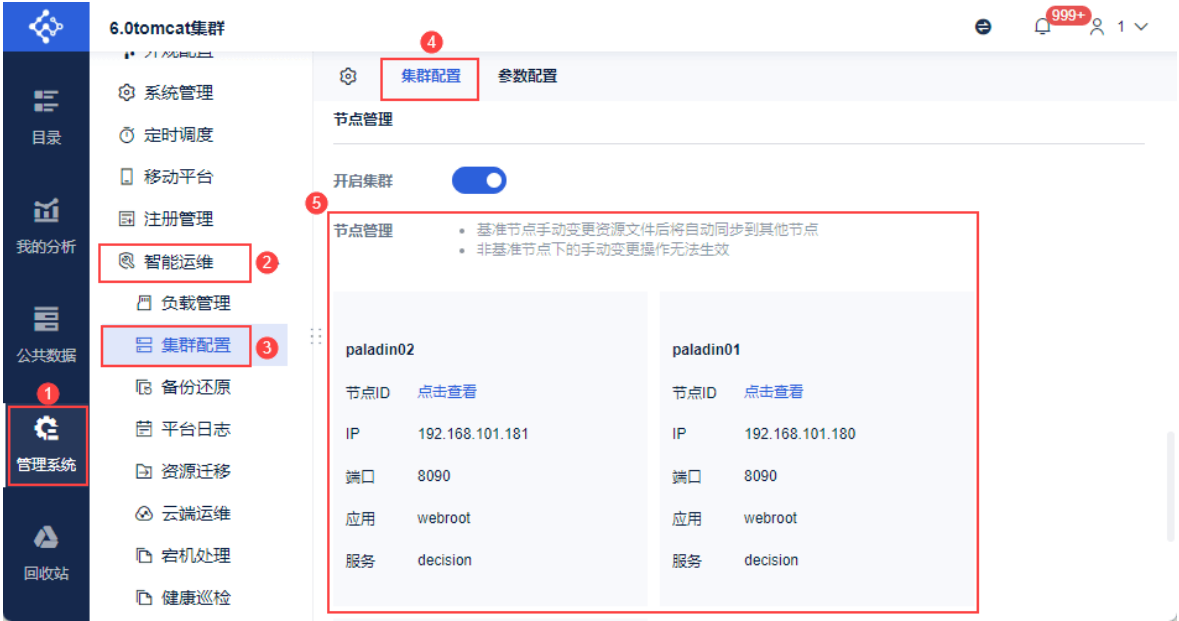 6.0tomcat集群
999+
1
目录
我的分析
公共数据
1
管理系统
回收站
外观配置
系统管理
定时调度
移动平台
注册管理
智能运维
2
负载管理
集群配置
3
备份还原
平台日志
资源迁移
云端运维
宕机处理
健康巡检
4
集群配置 参数配置
节点管理
开启集群
5
节点管理
• 基准节点手动变更资源文件后将自动同步到其他节点
• 非基准节点下的手动变更操作无法生效
paladin02
节点ID 点击查看
IP 192.168.101.181
端口 8090
应用 webroot
服务 decision
paladin01
节点ID 点击查看
IP 192.168.101.180
端口 8090
应用 webroot
服务 decision